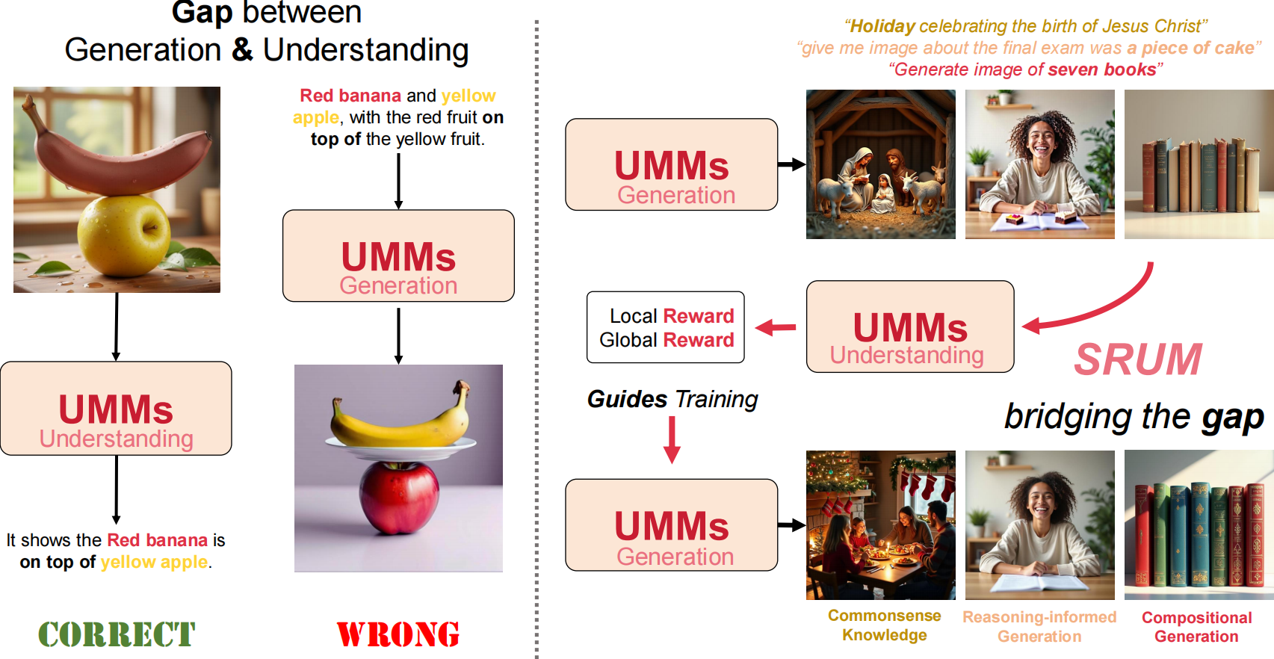 Gap between
Generation & Understanding
Red banana and yellow
apple, with the red fruit on
top of the yellow fruit.
UMMs
Generation
UMMs
Understanding
It shows the Red banana is
on top of yellow apple.
CORRECT
WRONG
“Holiday celebrating the birth of Jesus Christ”
“give me image about the final exam was a piece of cake”
“Generate image of seven books”
UMMs
Generation
Local Reward
Global Reward
UMMs
Understanding
SRUM
bridging the gap
Guides Training
UMMs
Generation
Commonsense
Knowledge
Reasoning-informed
Generation
Compositional
Generation